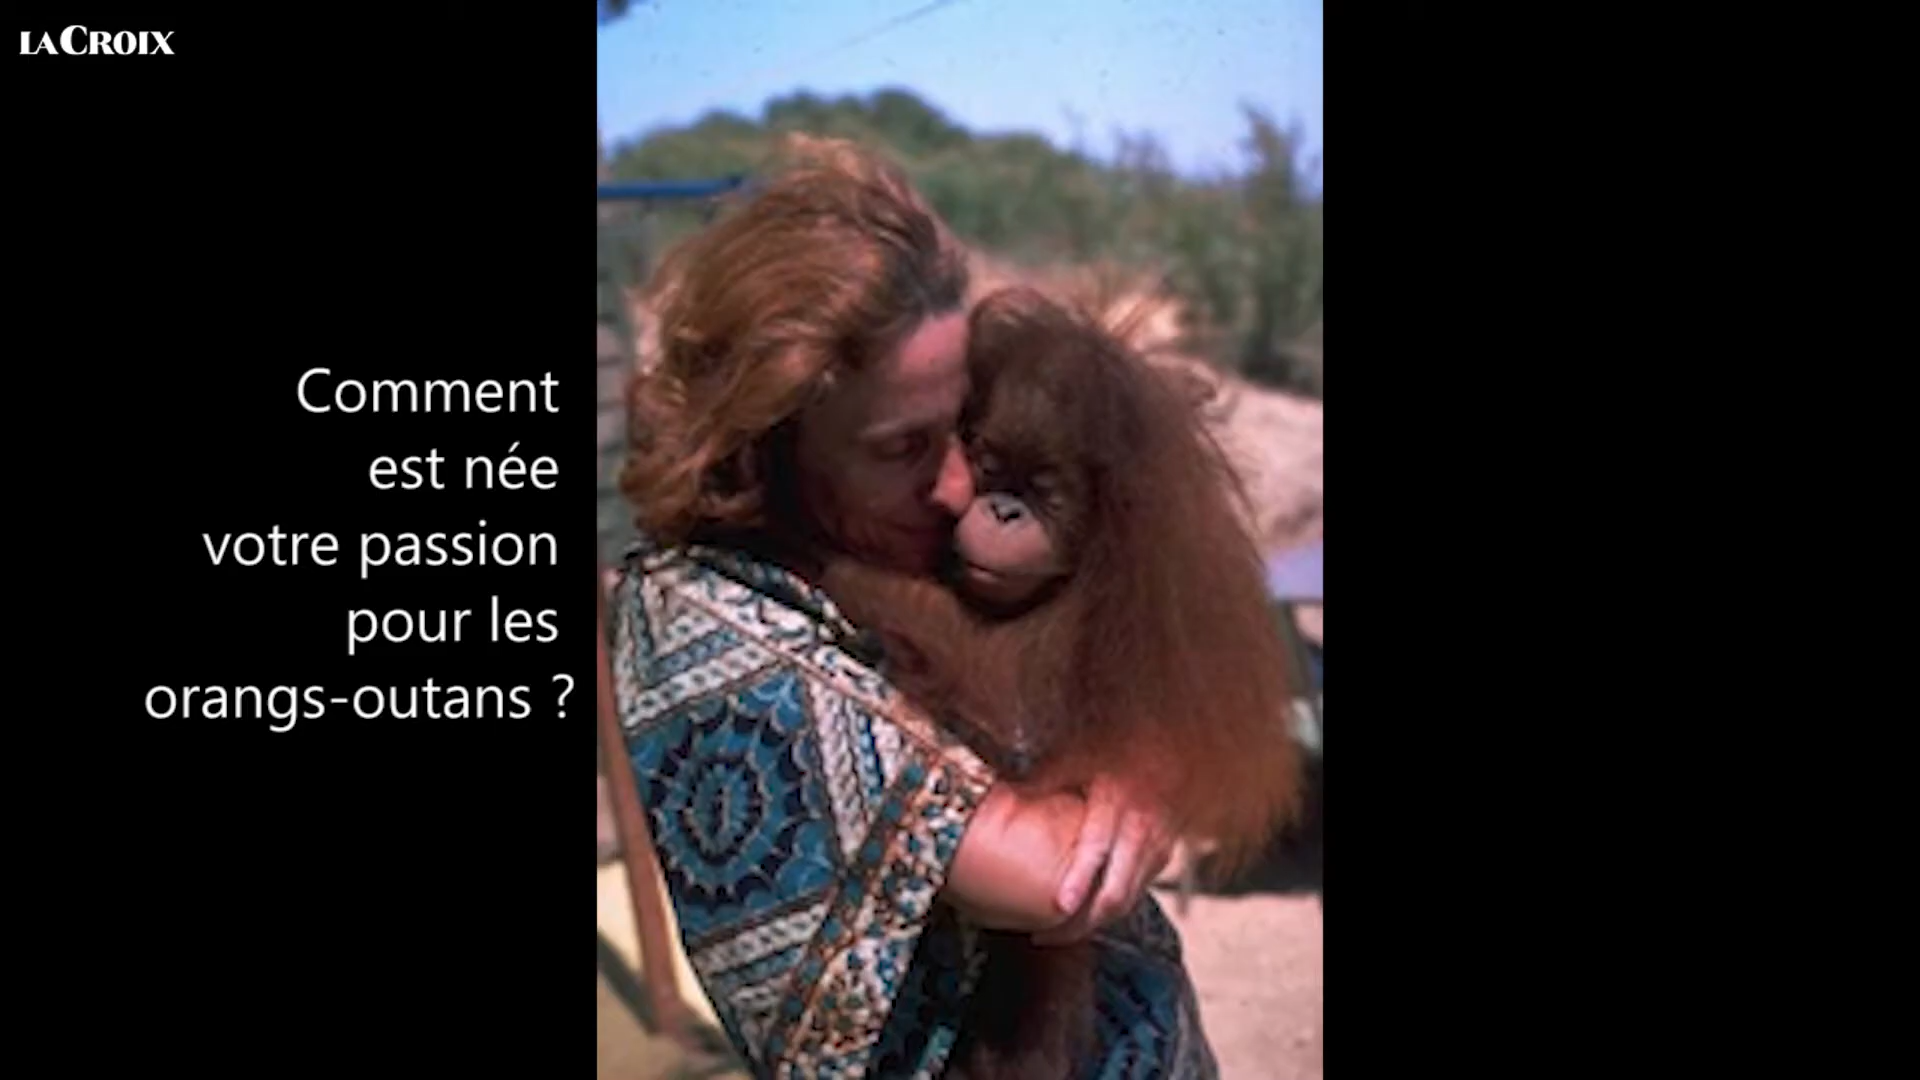 LA CROIX
Comment
est née
votre passion
pour les
orangs-outans ?